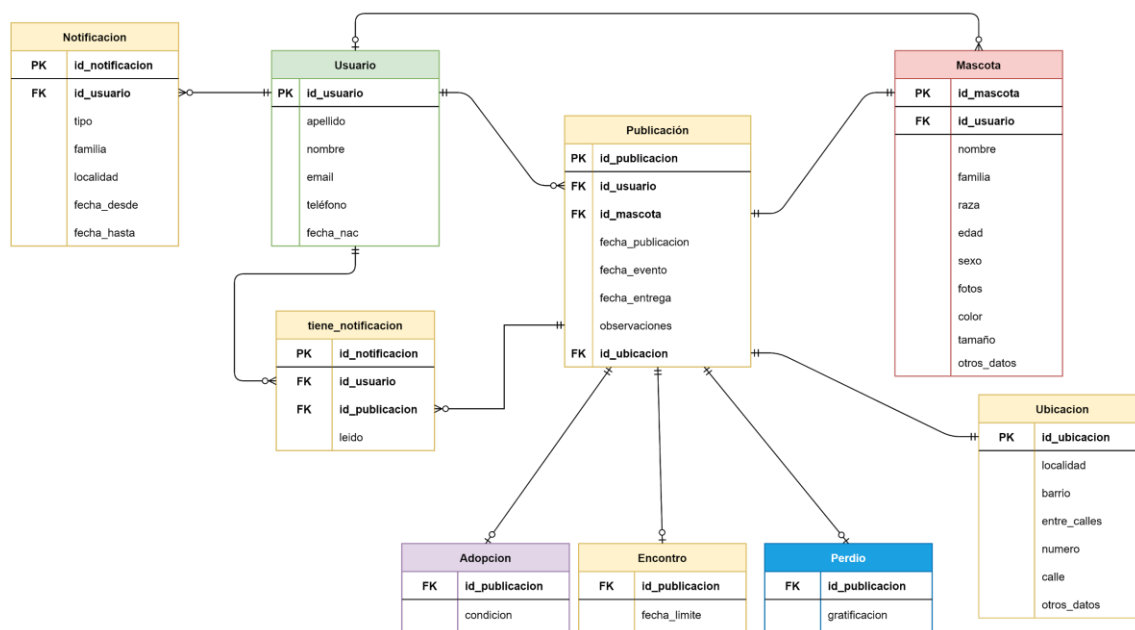 Notificacion
PK id_notificacion
FK id_usuario
tipo
familia
localidad
fecha_desde
fecha_hasta
Usuario
PK id_usuario
apellido
nombre
email
teléfono
fecha_nac
Mascota
PK id_mascota
FK id_usuario
nombre
familia
raza
edad
sexo
fotos
color
tamaño
otros_datos
Publicación
PK id_publicacion
FK id_usuario
FK id_mascota
fecha_publicacion
fecha_evento
fecha_entrega
observaciones
FK id_ubicacion
tiene_notificacion
PK id_notificacion
FK id_usuario
FK id_publicacion
leido
Ubicacion
PK id_ubicacion
localidad
barrio
entre_calles
numero
calle
otros_datos
Adopcion
FK id_publicacion
condicion
Encontro
FK id_publicacion
fecha_limite
Perdio
FK id_publicacion
gratificacion